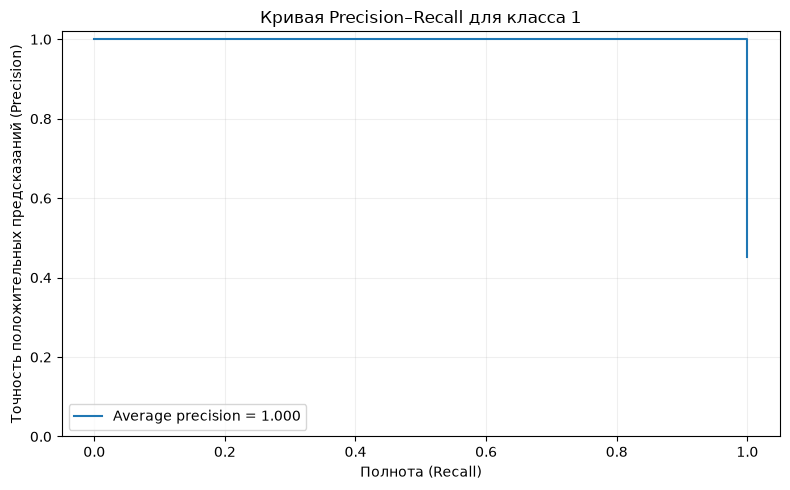 Кривая Precision–Recall для класса 1
Точность положительных предсказаний (Precision)
1.0
0.8
0.6
0.4
0.2
0.0
Average precision = 1.000
0.0 0.2 0.4 0.6 0.8 1.0
Полнота (Recall)